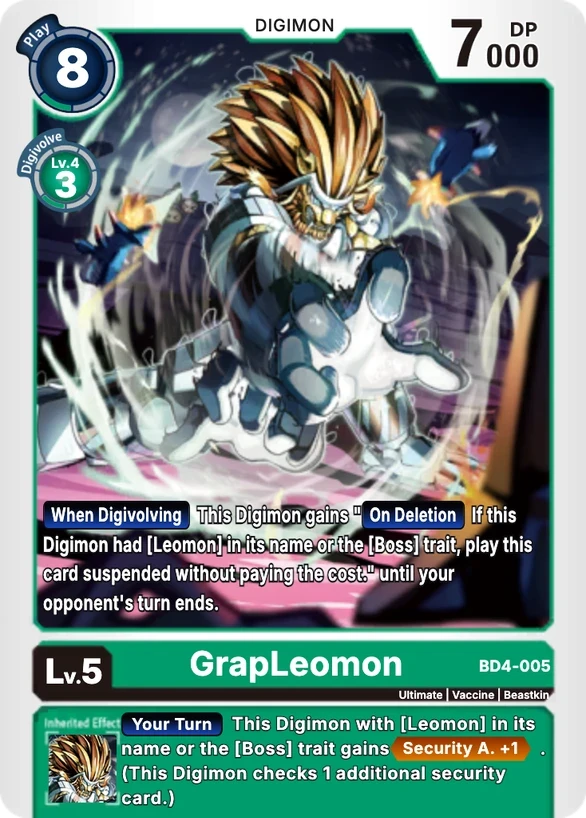 DIGIMON
Play
8
7000
DP
Digivolve
Lv.4
3
When Digivolving This Digimon gains "On Deletion If this
Digimon had [Leomon] in its name or the [Boss] trait, play this
card suspended without paying the cost." until your
opponent's turn ends.
Lv.5
GrapLeomon
BD4-005
Ultimate | Vaccine | Beastkin
Inherited Effect
Your Turn This Digimon with [Leomon] in its
name or the [Boss] trait gains Security A. +1 .
(This Digimon checks 1 additional security
card.)